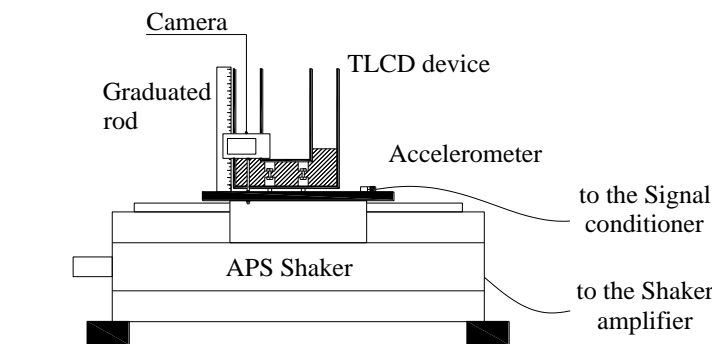 Camera
TLCD device
Graduated
rod
Accelerometer
to the Signal
conditioner
APS Shaker
to the Shaker
amplifier